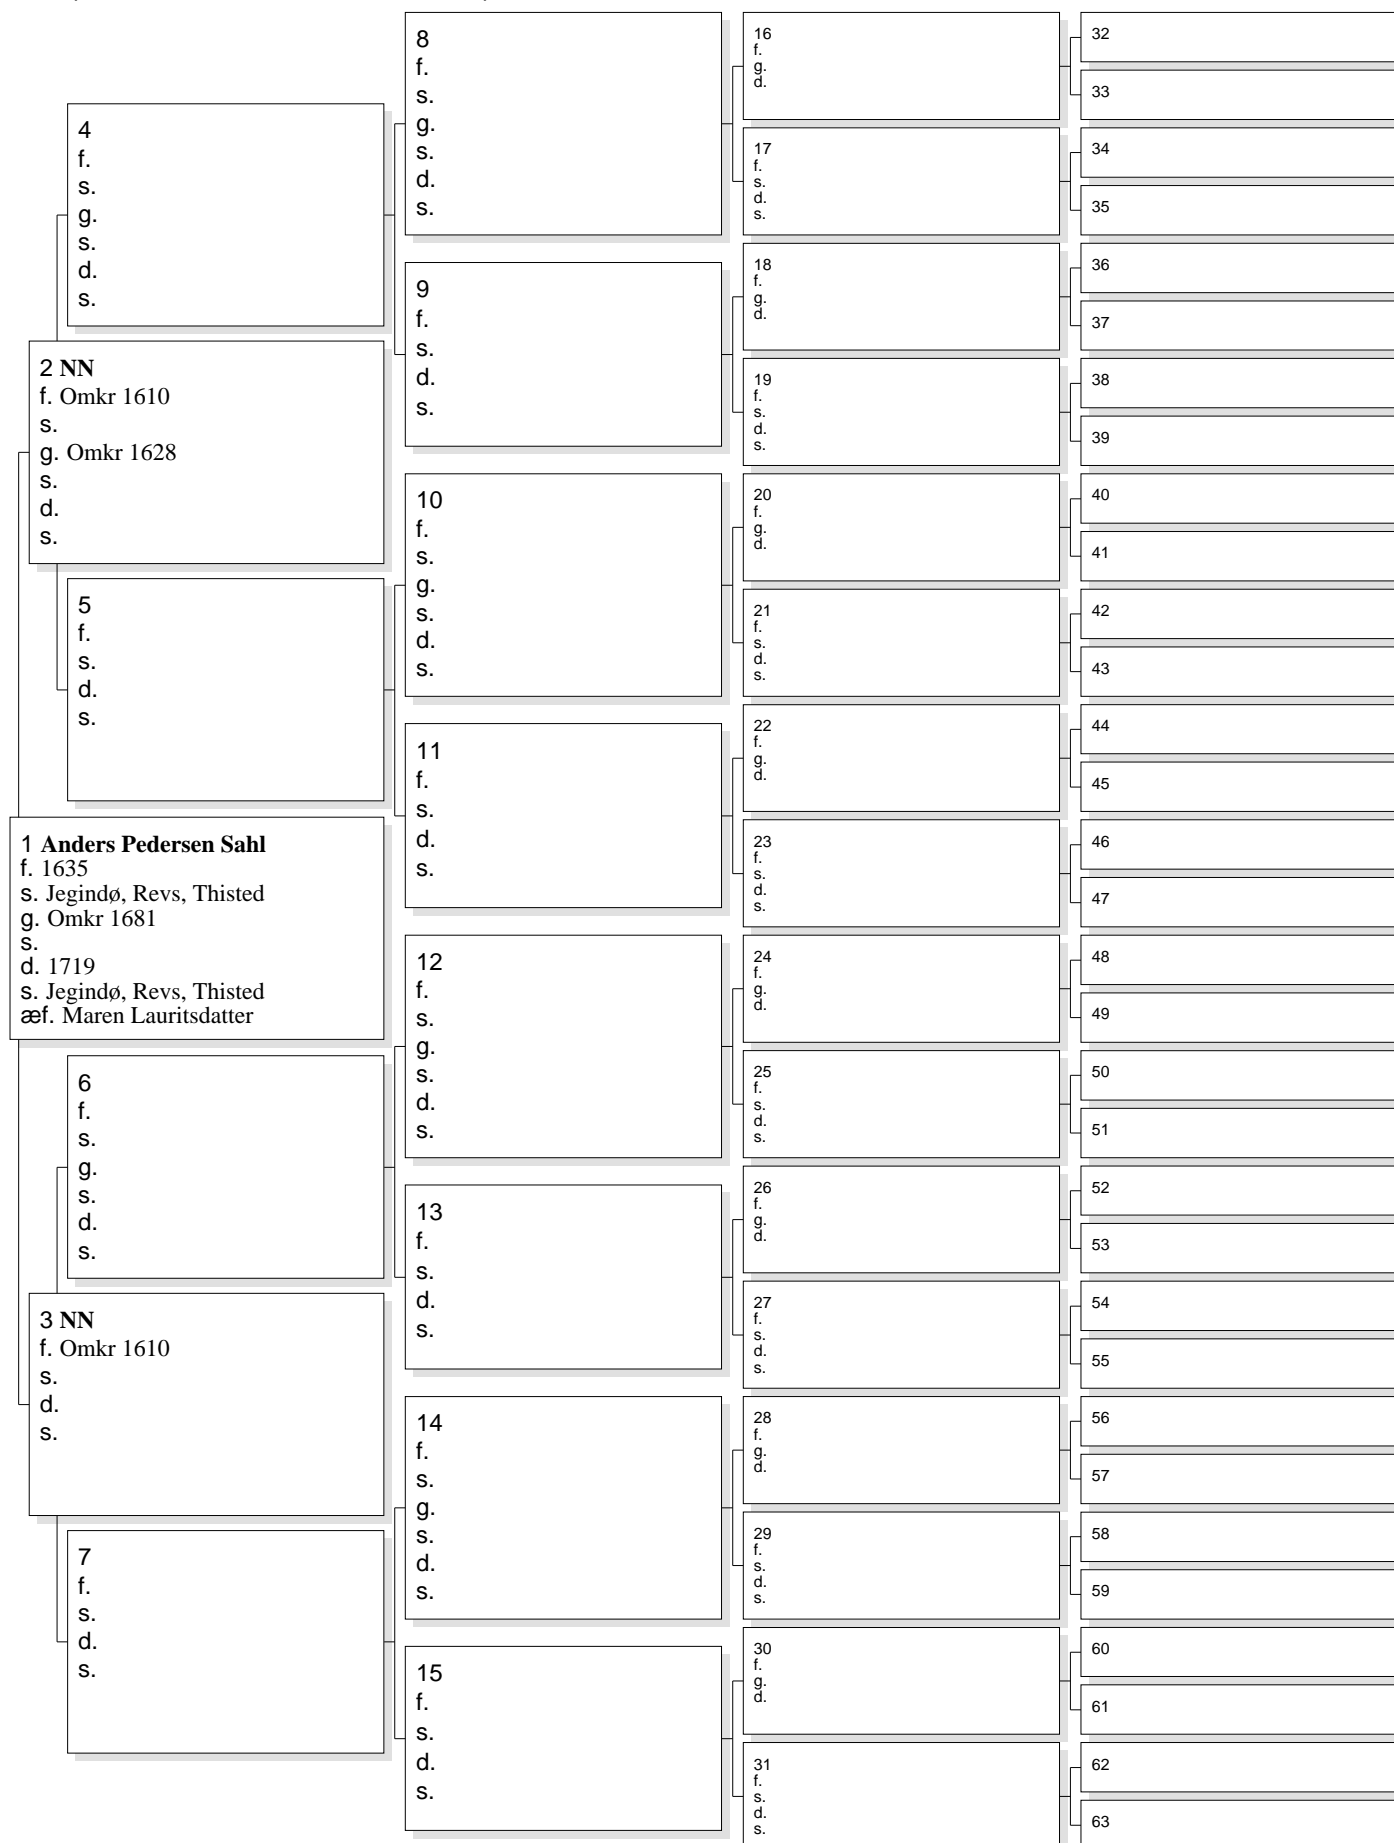 1 Anders Pedersen Sahl
f. 1635
s. Jegindø, Revs, Thisted
g. Omkr 1681
s.
d. 1719
s. Jegindø, Revs, Thisted
æf. Maren Lauritsdatter
2 NN
f. Omkr 1610
s.
g. Omkr 1628
s.
d.
s.
3 NN
f. Omkr 1610
s.
d.
s.
4
f.
s.
g.
s.
d.
s.
5
f.
s.
d.
s.
6
f.
s.
g.
s.
d.
s.
7
f.
s.
d.
s.
8
f.
s.
g.
s.
d.
s.
9
f.
s.
d.
s.
10
f.
s.
g.
s.
d.
s.
11
f.
s.
d.
s.
12
f.
s.
g.
s.
d.
s.
13
f.
s.
d.
s.
14
f.
s.
g.
s.
d.
s.
15
f.
s.
d.
s.
16
f.
g.
d.
17
f.
s.
d.
s.
18
f.
g.
d.
19
f.
s.
d.
s.
20
f.
g.
d.
21
f.
s.
d.
s.
22
f.
g.
d.
23
f.
s.
d.
s.
24
f.
g.
d.
25
f.
s.
d.
s.
26
f.
g.
d.
27
f.
s.
d.
s.
28
f.
g.
d.
29
f.
s.
d.
s.
30
f.
g.
d.
31
f.
s.
d.
s.
32
33
34
35
36
37
38
39
40
41
42
43
44
45
46
47
48
49
50
51
52
53
54
55
56
57
58
59
60
61
62
63